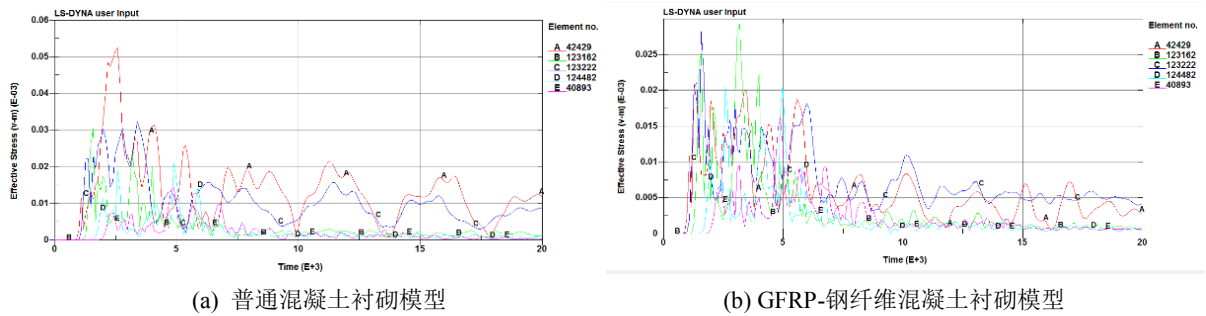 LS-DYNA user input
Effective Stress (v-m) (E-03)
0.06
0.05
0.04
0.03
0.02
0.01
0
0
5
10
15
20
Time (E+3)
Element no.
A 42429
B 123162
C 123222
D 124482
E 40893
(a) 普通混凝土衬砌模型
LS-DYNA user input
Effective Stress (v-m) (E-03)
0.025
0.02
0.015
0.01
0.005
0
0
5
10
15
20
Time (E+3)
Element no.
A 42429
B 123162
C 123222
D 124482
E 40893
(b) GFRP-钢纤维混凝土衬砌模型